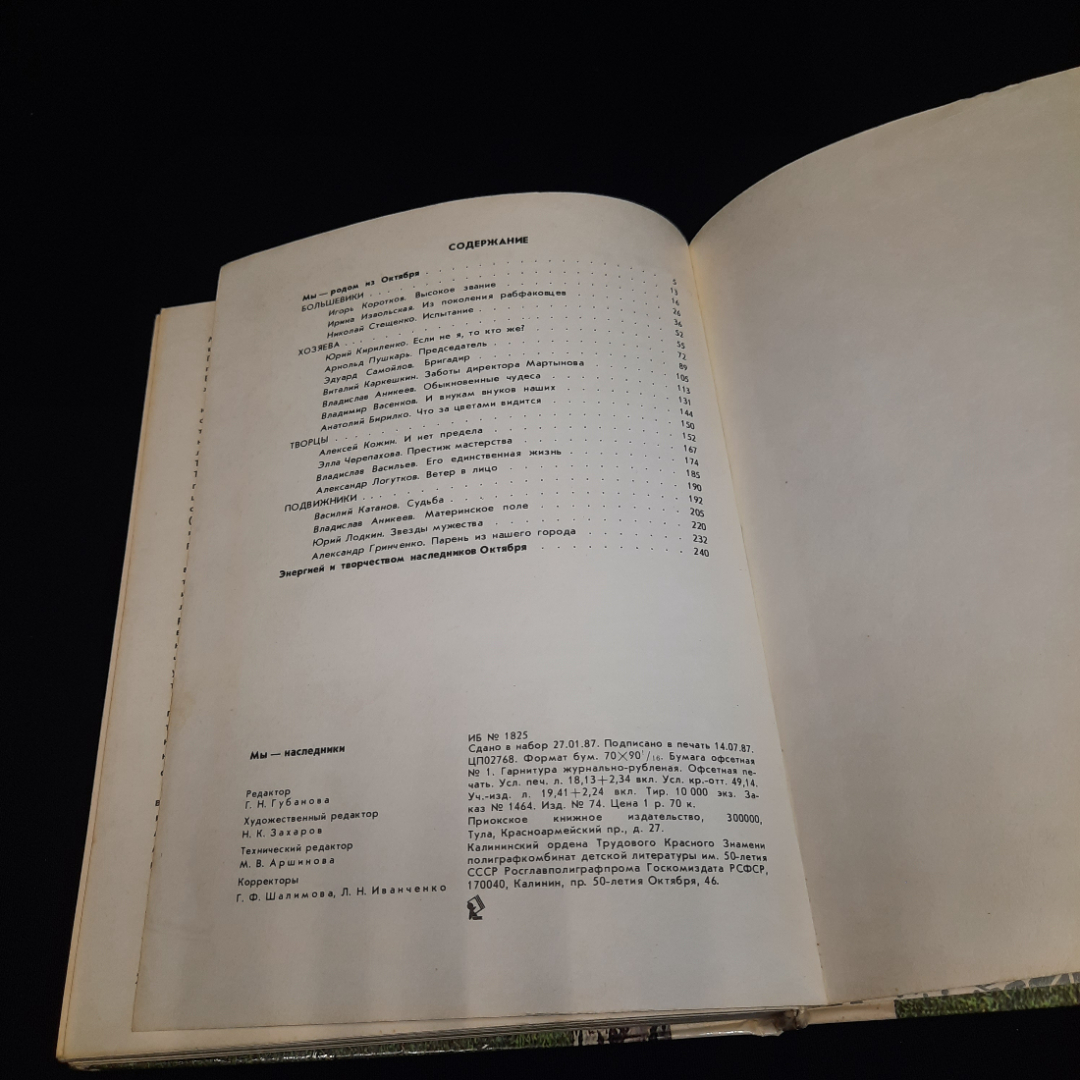 СОДЕРЖАНИЕ
Мы — родом из Октября . . . . . . . . . . 5
БОЛЬШЕВИКИ . . . . . . . . . . 13
Игорь Коротков. Высокое звание . . . . . . . 16
Ирина Извольская. Из поколения рабфаковцев . . . . . 26
Николай Стещенко. Испытание . . . . . . . . 36
ХОЗЯЕВА . . . . . . . . . . 52
Юрий Кириленко. Если не я, то кто же? . . . . . . 55
Арнольд Пушкарь. Председатель . . . . . . . . 72
Эдуард Самойлов. Бригадир . . . . . . . . 89
Виталий Каркешкин. Заботы директора Мартынова . . . . 105
Владислав Аникеев. Обыкновенные чудеса . . . . . . 113
Владимир Васенков. И внукам внуков наших . . . . . 131
Анатолий Бирилко. Что за цветами видится . . . . . 144
ТВОРЦЫ . . . . . . . . . . 150
Алексей Кожин. И нет предела . . . . . . . . 152
Элла Черепахова. Престиж мастерства . . . . . . . 167
Владислав Васильев. Его единственная жизнь . . . . . 174
Александр Логутков. Ветер в лицо . . . . . . . 185
ПОДВИЖНИКИ . . . . . . . . . . 190
Василий Катанов. Судьба . . . . . . . . . 192
Владислав Аникеев. Материнское поле . . . . . . 205
Юрий Лодкин. Звезды мужества . . . . . . . . 220
Александр Гринченко. Парень из нашего города . . . . . 232
Энергией и творчеством наследников Октября . . . . . . 240
Мы — наследники
Редактор
Г. Н. Губанова
Художественный редактор
Н. К. Захаров
Технический редактор
М. В. Аршинова
Корректоры
Г. Ф. Шалимова, Л. Н. Иванченко
ИБ № 1825
Сдано в набор 27.01.87. Подписано в печать 14.07.87.
ЦП02768. Формат бум. 70×90¹/₁₆. Бумага офсетная
№ 1. Гарнитура журнально-рубленая. Офсетная пе-
чать. Усл. печ. л. 18,13+2,34 вкл. Усл. кр.-отт. 49,14.
Уч.-изд. л. 19,41+2,24 вкл. Тир. 10 000 экз. За-
каз № 1464. Изд. № 74. Цена 1 р. 70 к.
Приокское книжное издательство, 300000,
Тула, Красноармейский пр., д. 27.
Калининский ордена Трудового Красного Знамени
полиграфкомбинат детской литературы им. 50-летия
СССР Росглавполиграфпрома Госкомиздата РСФСР,
170040, Калинин, пр. 50-летия Октября, 46.